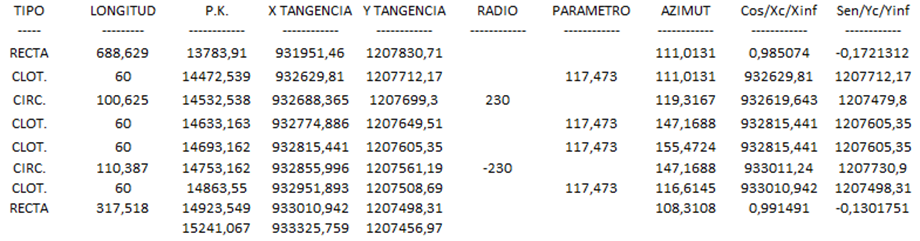 TIPO LONGITUD P.K. X TANGENCIA Y TANGENCIA RADIO PARAMETRO AZIMUT Cos/Xc/Xinf Sen/Yc/Yinf
----- --------- ------------ ------------ ------------ ------------ ------------ ------------ ------------ ------------
RECTA 688,629 13783,91 931951,46 1207830,71 111,0131 0,985074 -0,1721312
CLOT. 60 14472,539 932629,81 1207712,17 117,473 111,0131 932629,81 1207712,17
CIRC. 100,625 14532,538 932688,365 1207699,3 230 119,3167 932619,643 1207479,8
CLOT. 60 14633,163 932774,886 1207649,51 117,473 147,1688 932815,441 1207605,35
CLOT. 60 14693,162 932815,441 1207605,35 117,473 155,4724 932815,441 1207605,35
CIRC. 110,387 14753,162 932855,996 1207561,19 -230 147,1688 933011,24 1207730,9
CLOT. 60 14863,55 932951,893 1207508,69 117,473 116,6145 933010,942 1207498,31
RECTA 317,518 14923,549 933010,942 1207498,31 108,3108 0,991491 -0,1301751
15241,067 933325,759 1207456,97